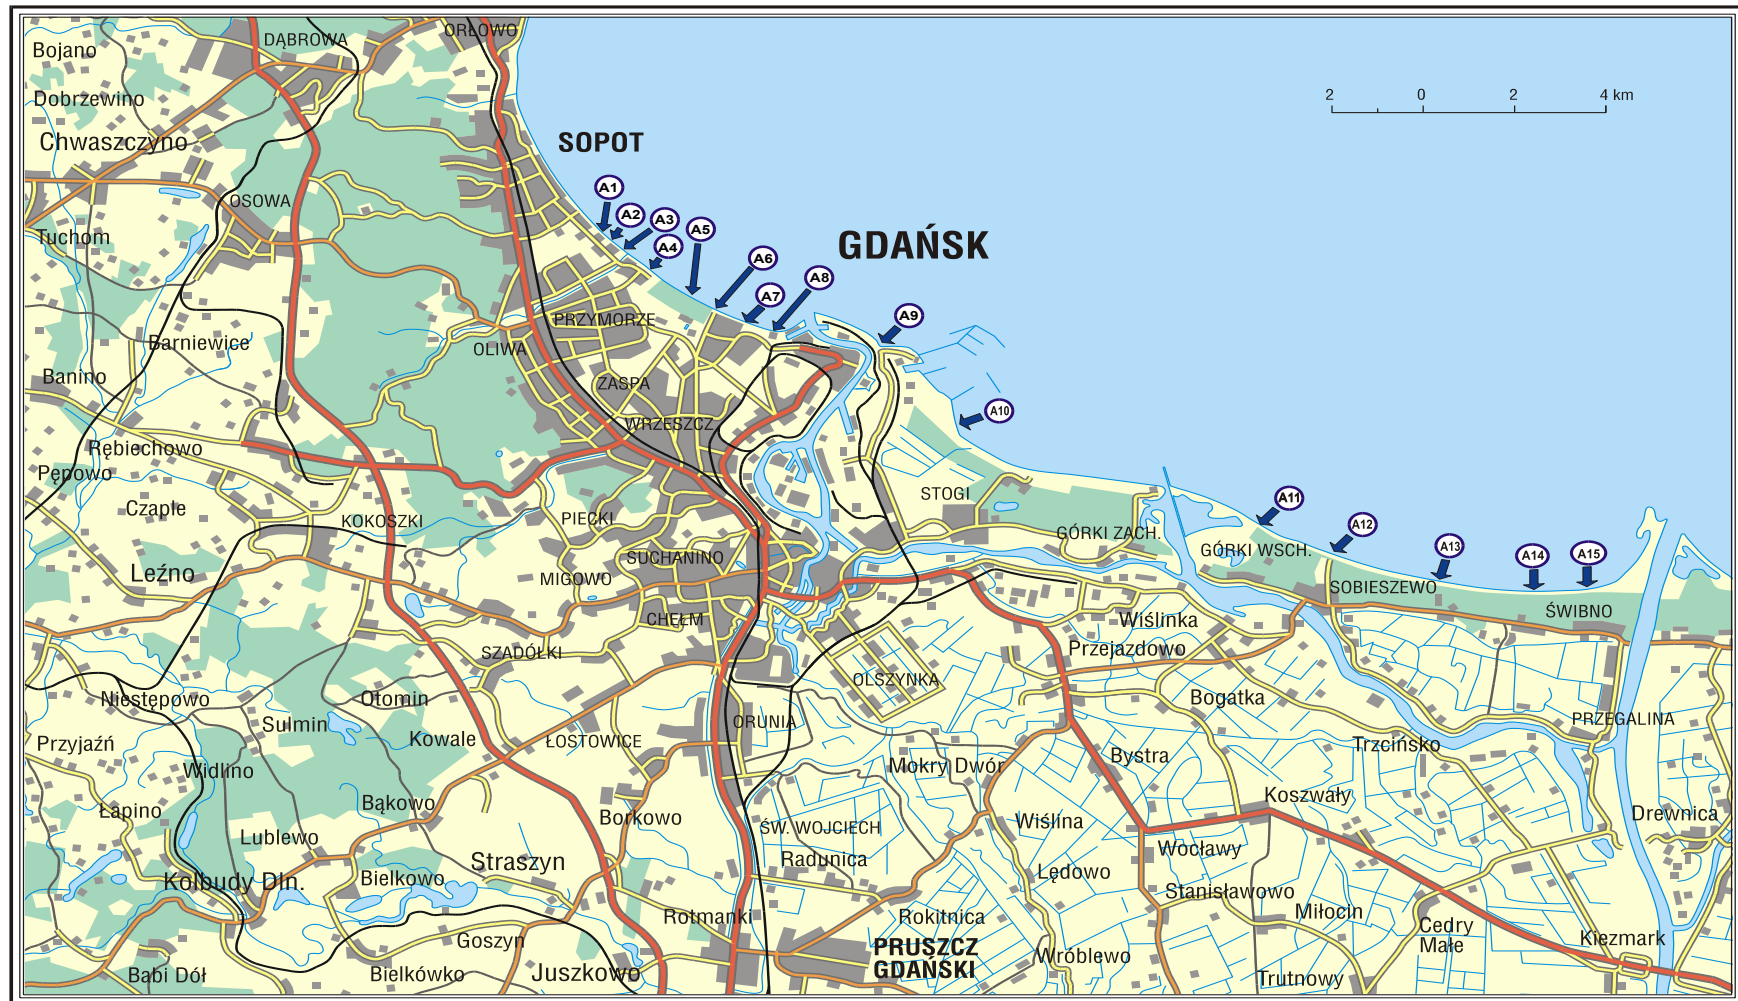 ORŁOWO
DĄBROWA
Bojano
2 0 2 4 km
Dobrzewino
Chwaszczyno
SOPOT
A1
OSOWA
A2
A3
A5
Tuchom
A4
GDAŃSK
A6
A8
A7
A9
PRZYMORZE
Barniewice
OLIWA
Banino
ZASPA
A10
WRZESZCZ
Rębiechowo
Pępowo
STOGI
A11
Czaple
KOKOSZKI
PIECKI
A12
GÓRKI ZACH.
A13
GÓRKI WSCH.
A14
A15
SUCHANINO
Leźno
MIGOWO
SOBIESZEWO
ŚWIBNO
CHEŁM
Wiślinka
SZADÓŁKI
Przejazdowo
OLSZYNKA
Niestępowo
Otomin
Bogatka
Sulmin
ORUNIA
PRZEGALINA
Przyjaźń
Kowale
ŁOSTOWICE
Trzcińsko
Bystra
Widlino
Mokry Dwór
Koszwały
Łapino
Bąkowo
Borkowo
Wiślina
Drewnica
Lublewo
ŚW. WOJCIECH
Straszyn
Radunica
Wocławy
Kolbudy Dln.
Bielkowo
Lędowo
Stanisławowo
Rotmanki
Rokitnica
Miłocin
Cedry
Małe
Goszyn
PRUSZCZ
GDAŃSKI
Kiezmark
Wróblewo
Babi Dół
Bielkówko
Juszkowo
Trutnowy